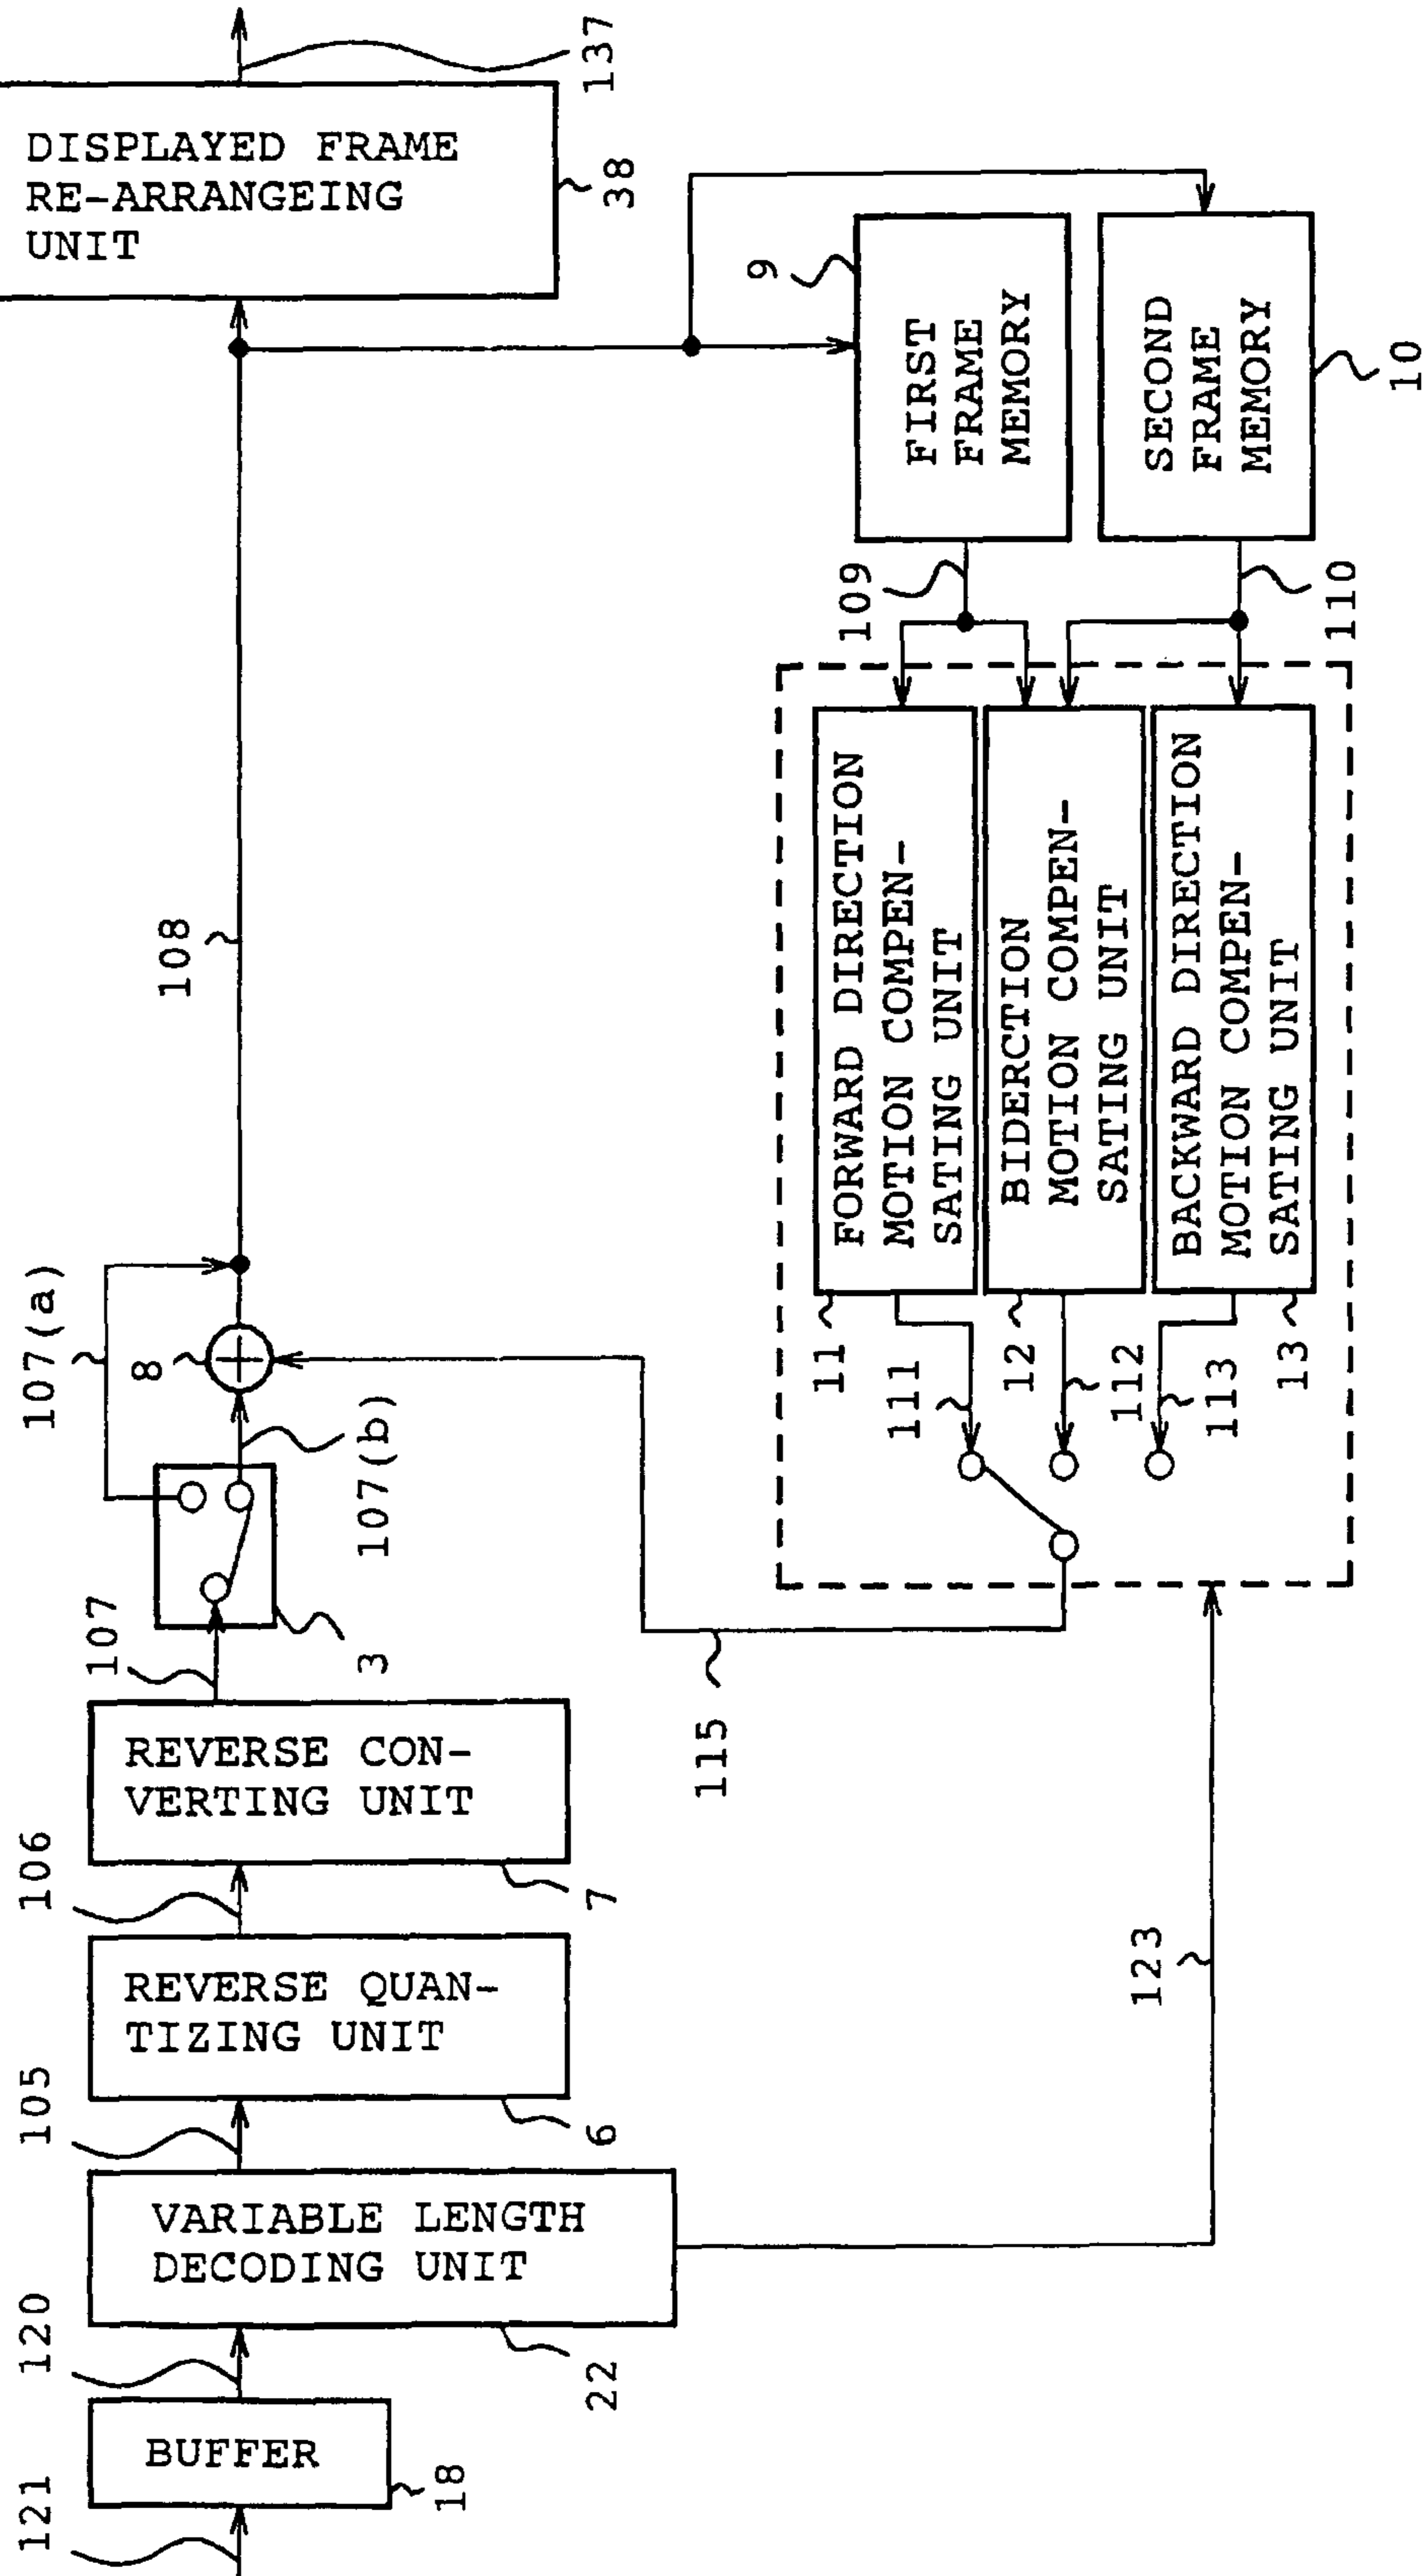 137
DISPLAYED FRAME
RE-ARRANGEING
UNIT
38
9
FIRST
FRAME
MEMORY
SECOND
FRAME
MEMORY
10
109
110
108
FORWARD DIRECTION
MOTION COMPEN-
SATING UNIT
BIDERCTION
MOTION COMPEN-
SATING UNIT
BACKWARD DIRECTION
MOTION COMPEN-
SATING UNIT
107(a)
8
107(b)
11
111
12
112
113
13
107
3
REVERSE CON-
VERTING UNIT
115
106
7
REVERSE QUAN-
TIZING UNIT
123
105
6
VARIABLE LENGTH
DECODING UNIT
120
22
BUFFER
121
18